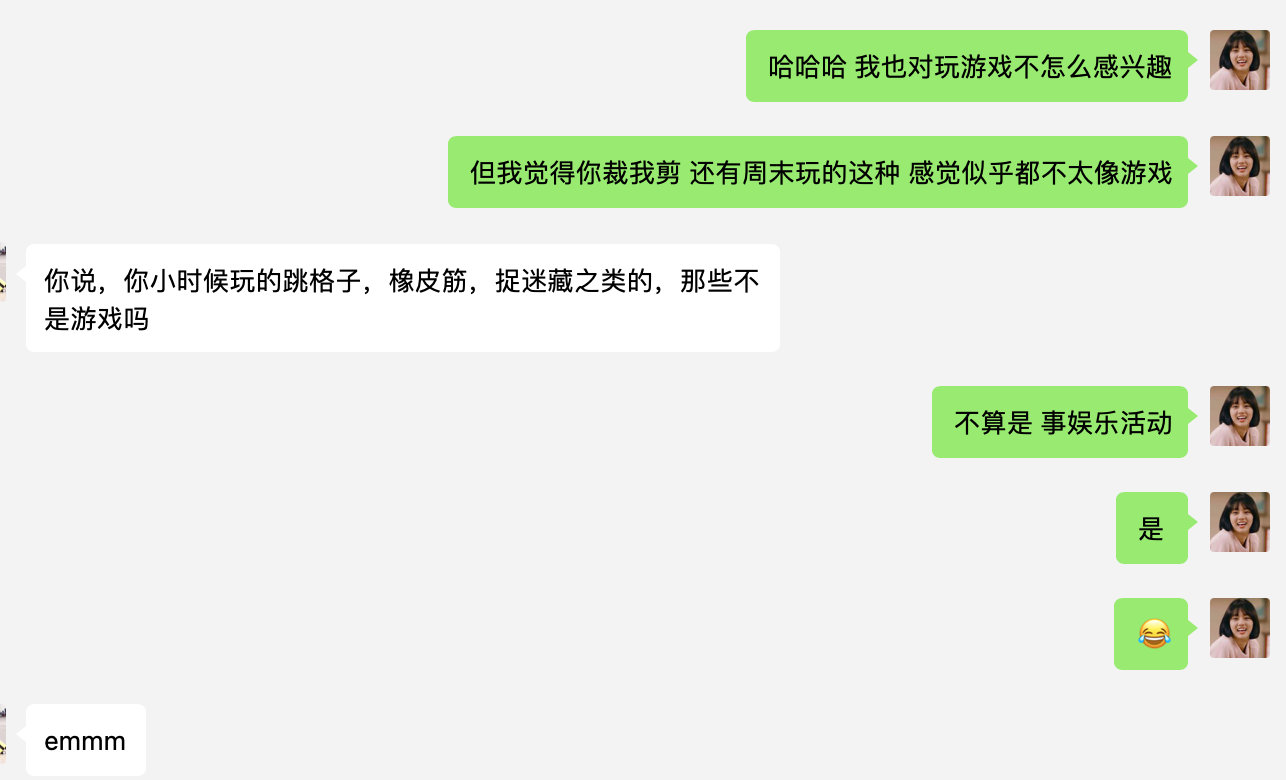 哈哈哈 我也对玩游戏不怎么感兴趣
但我觉得你裁我剪 还有周末玩的这种 感觉似乎都不太像游戏
你说，你小时候玩的跳格子，橡皮筋，捉迷藏之类的，那些不
是游戏吗
不算是 事娱乐活动
是
😂
emmm